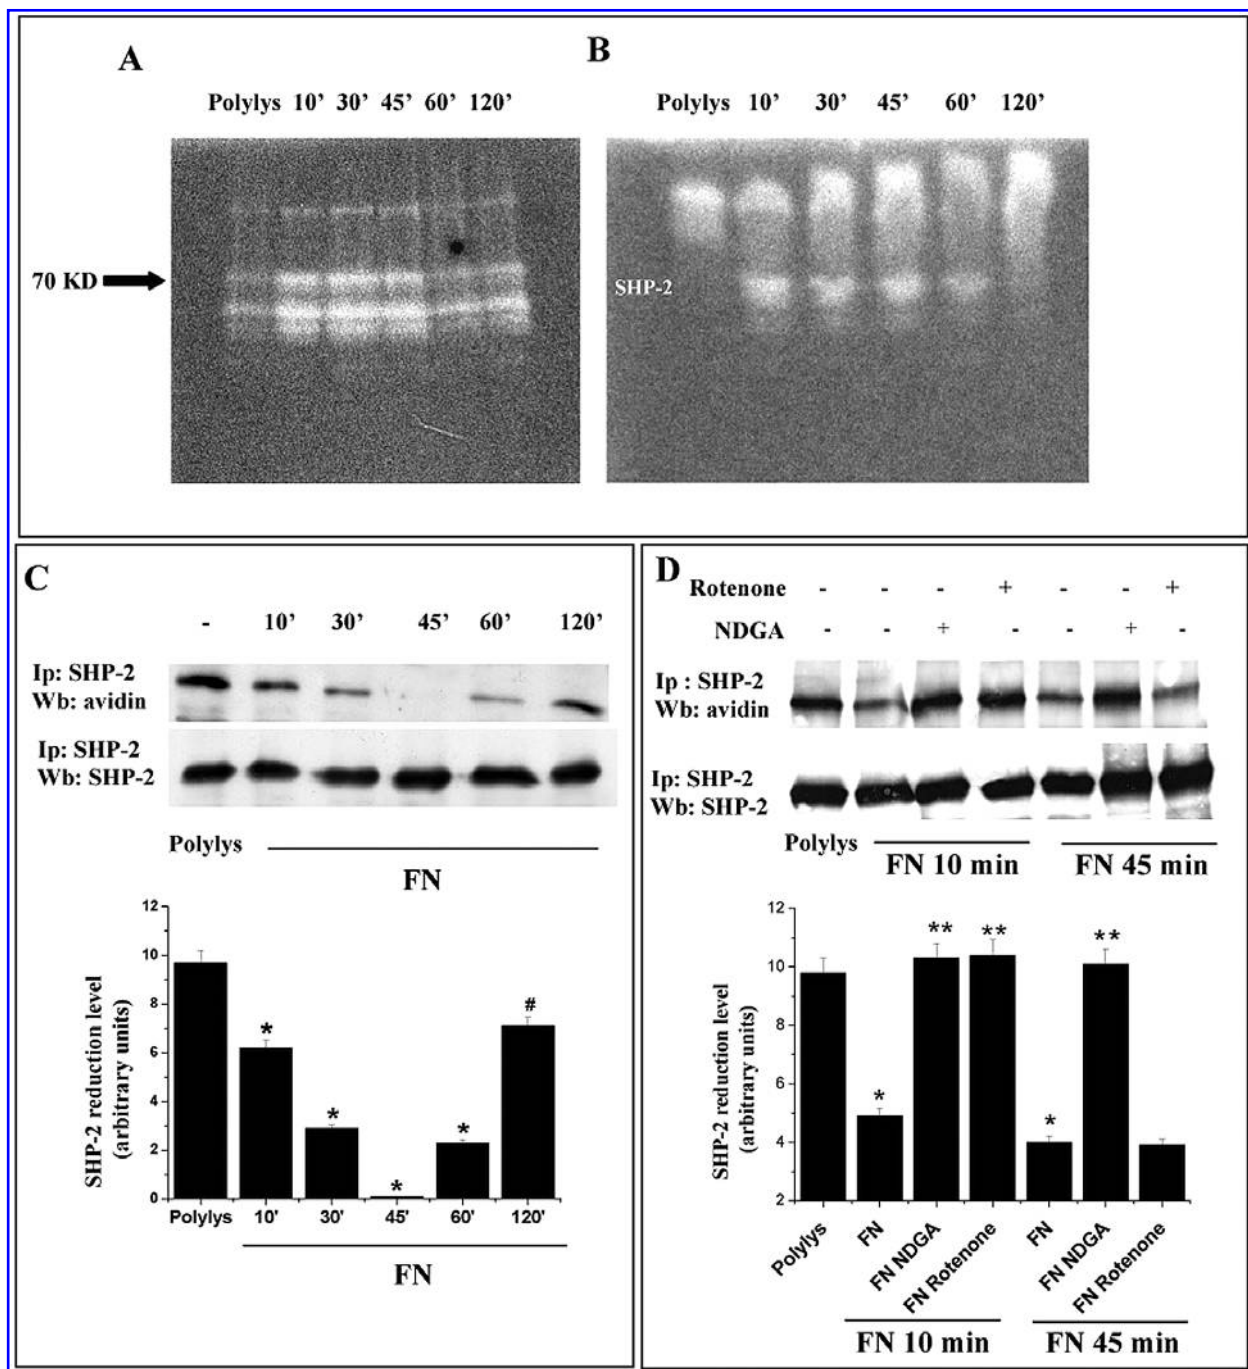 A
Polylys 10’ 30’ 45’ 60’ 120’
70 KD
B
Polylys 10’ 30’ 45’ 60’ 120’
SHP-2
C
- 10’ 30’ 45’ 60’ 120’
Ip: SHP-2
Wb: avidin
Ip: SHP-2
Wb: SHP-2
Polylys
FN
SHP-2 reduction level
(arbitrary units)
12
10
8
6
4
2
0
*
*
*
*
#
Polylys 10' 30' 45' 60' 120'
FN
D
Rotenone - - - + - - +
NDGA - - + - - + -
Ip : SHP-2
Wb: avidin
Ip: SHP-2
Wb: SHP-2
Polylys FN 10 min FN 45 min
SHP-2 reduction level
(arbitrary units)
12
10
8
6
4
2
*
**
**
*
**
Polylys
FN
FN NDGA
FN Rotenone
FN
FN NDGA
FN Rotenone
FN 10 min FN 45 min